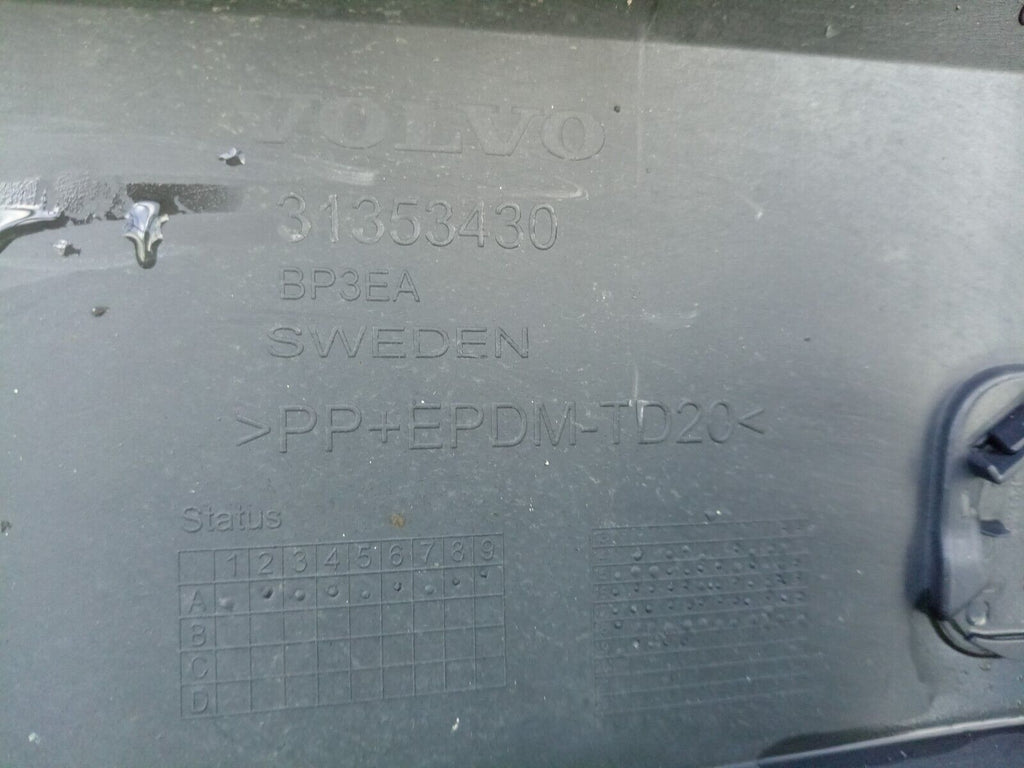 VOLVO
31353430
BP3EA
SWEDEN
>PP+EPDM-TD20<
Status
1 2 3 4 5 6 7 8 9
A
B
C
D